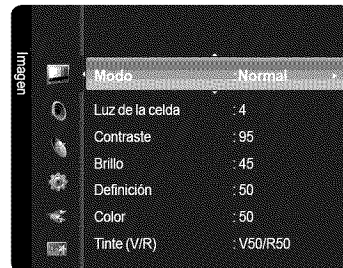 Imagen
Modo :Normal
Luz de la celda : 4
Contraste : 95
Brillo : 45
Definición : 50
Color : 50
Tinte (V/R) : V50/R50